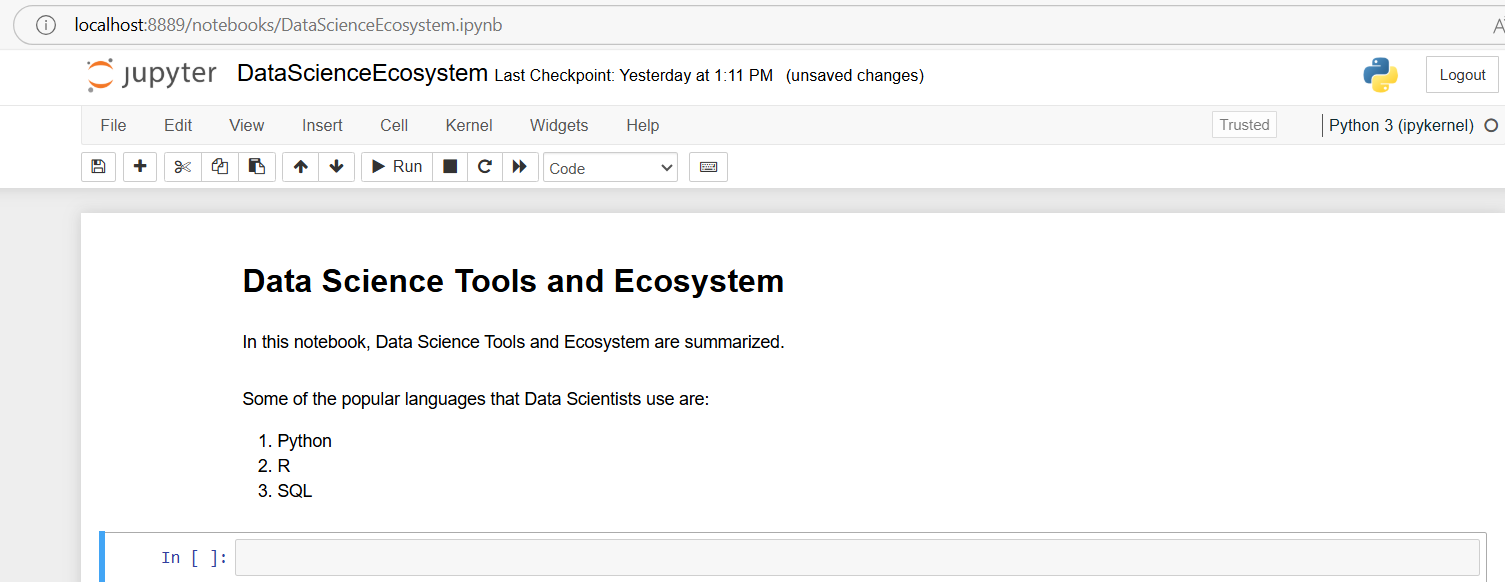 localhost:8889/notebooks/DataScienceEcosystem.ipynb
jupyter DataScienceEcosystem Last Checkpoint: Yesterday at 1:11 PM (unsaved changes) Logout
File Edit View Insert Cell Kernel Widgets Help Trusted Python 3 (ipykernel)
Run Code
Data Science Tools and Ecosystem
In this notebook, Data Science Tools and Ecosystem are summarized.
Some of the popular languages that Data Scientists use are:
1. Python
2. R
3. SQL
In [ ]: